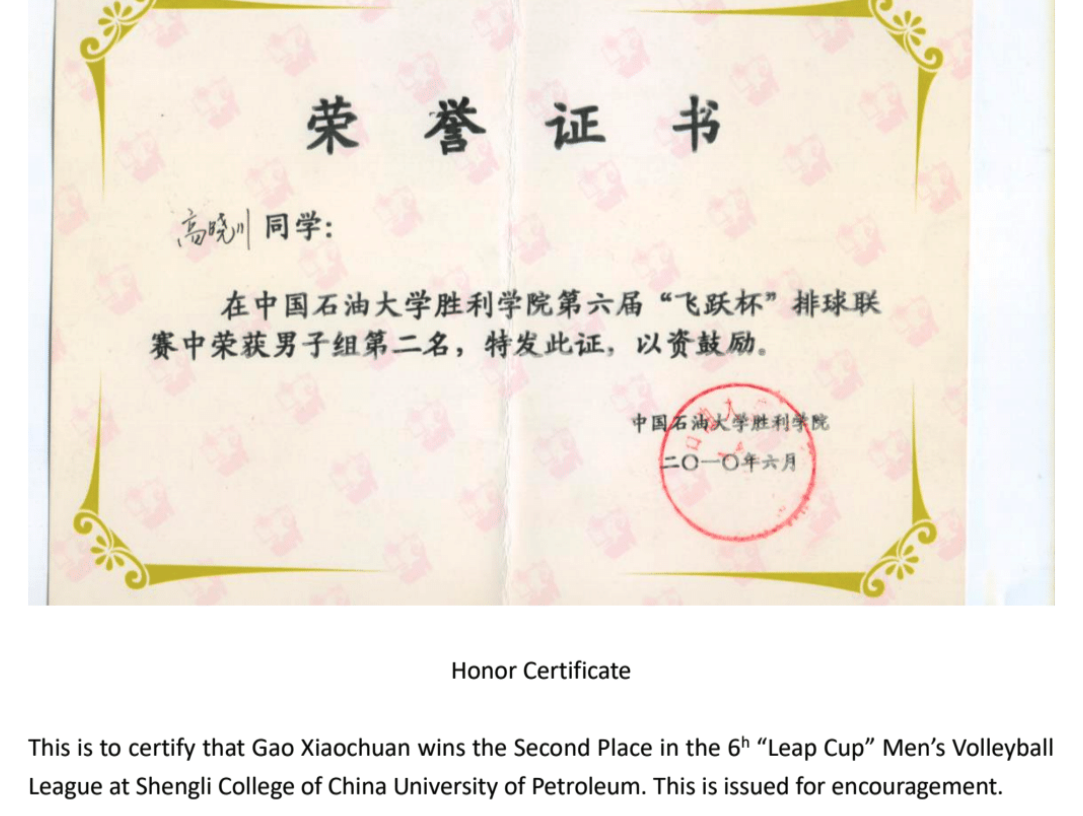 荣誉证书
高晓川同学:
在中国石油大学胜利学院第六届“飞跃杯”排球联
赛中荣获男子组第二名，特发此证，以资鼓励。
中国石油大学胜利学院
二〇一〇年六月
Honor Certificate
This is to certify that Gao Xiaochuan wins the Second Place in the 6h “Leap Cup” Men’s Volleyball
League at Shengli College of China University of Petroleum. This is issued for encouragement.